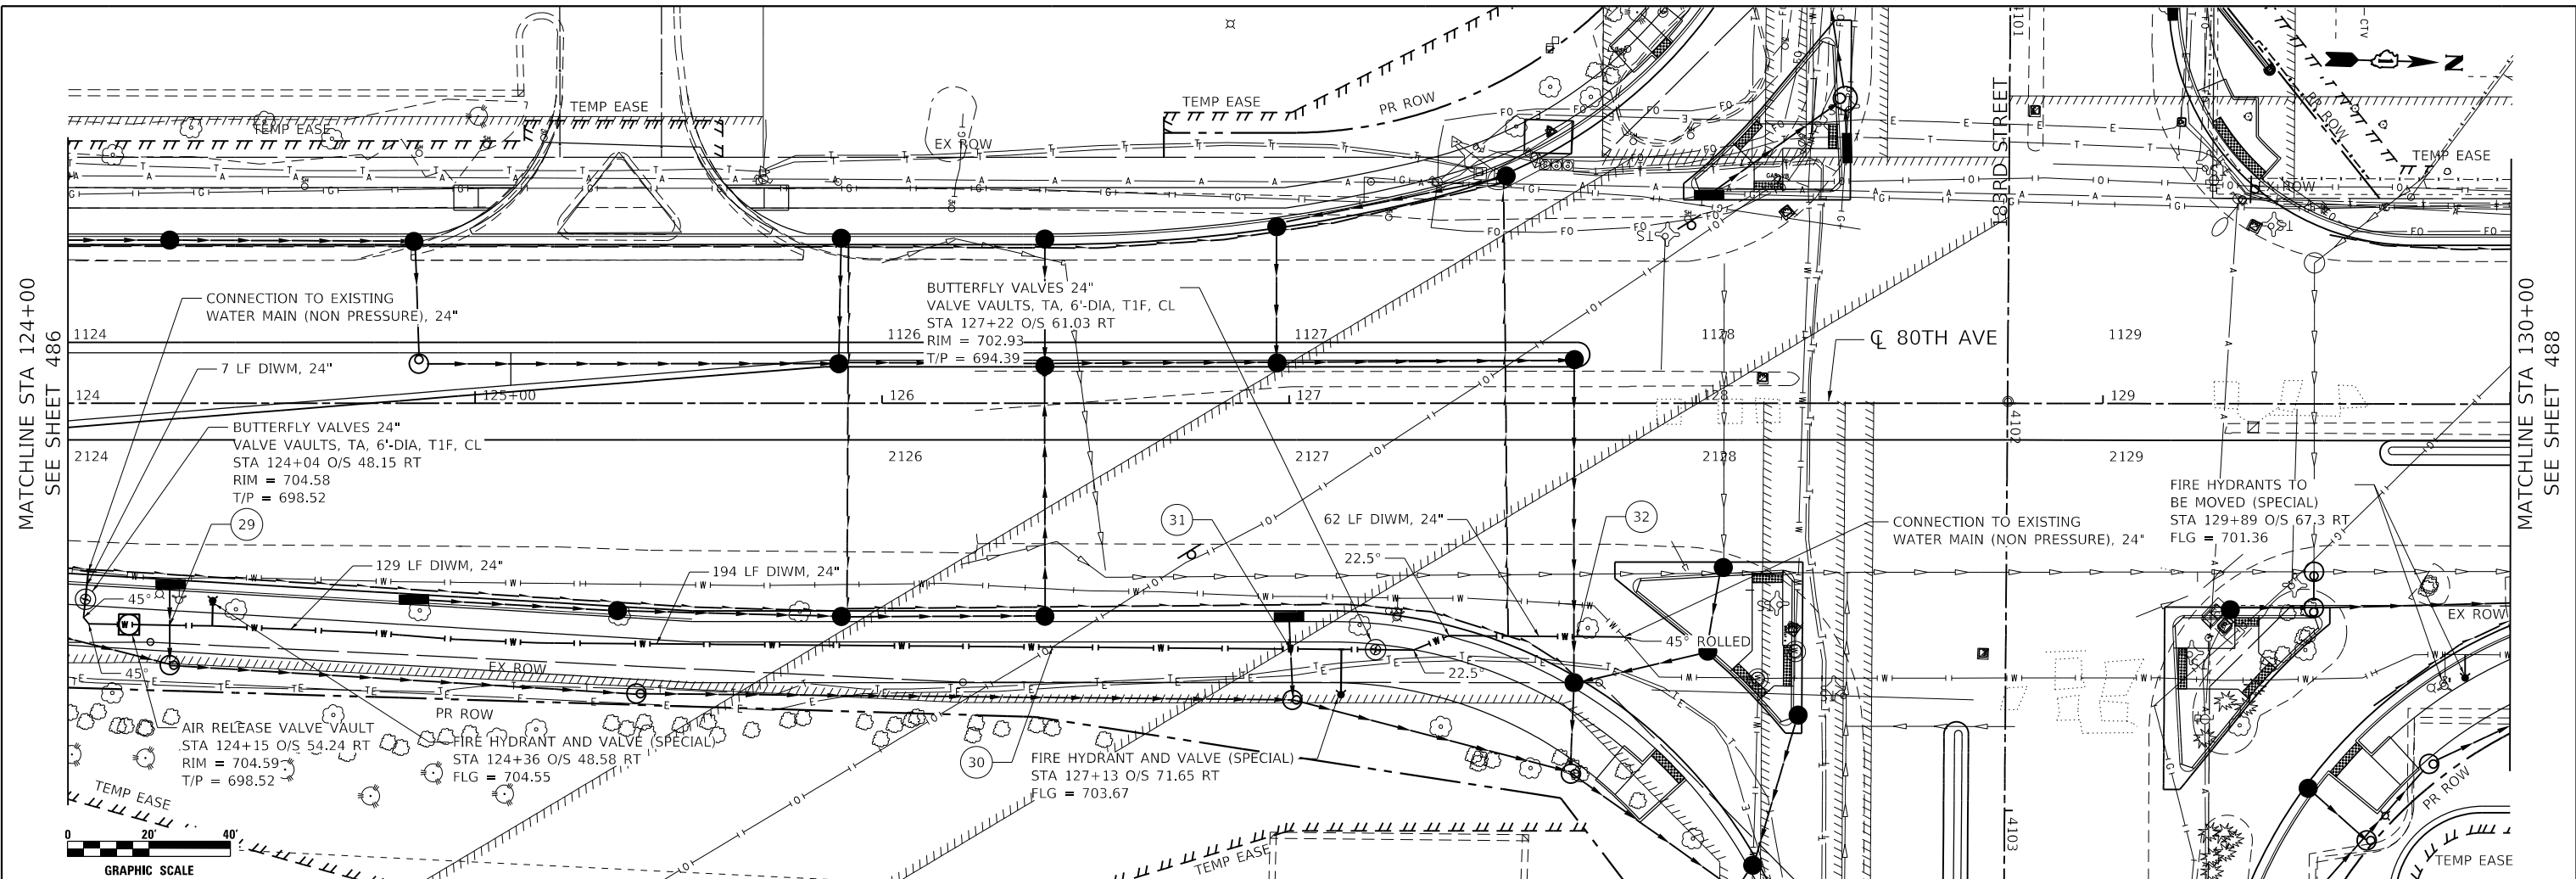 MATCHLINE STA 124+00
SEE SHEET 486
TEMP EASE
TEMP EASE
EX ROW
TEMP EASE
PR ROW
183RD STREET
4101
CTV
N
PR ROW
TEMP EASE
EX ROW
TS
TS
CONNECTION TO EXISTING
WATER MAIN (NON PRESSURE), 24"
BUTTERFLY VALVES 24"
VALVE VAULTS, TA, 6'-DIA, T1F, CL
STA 127+22 O/S 61.03 RT
RIM = 702.93
T/P = 694.39
1124
1126
1127
1128
1129
℄ 80TH AVE
7 LF DIWM, 24"
124
125+00
126
127
128
129
4102
BUTTERFLY VALVES 24"
VALVE VAULTS, TA, 6'-DIA, T1F, CL
STA 124+04 O/S 48.15 RT
RIM = 704.58
T/P = 698.52
2124
2126
2127
2128
2129
29
31
62 LF DIWM, 24"
32
CONNECTION TO EXISTING
WATER MAIN (NON PRESSURE), 24"
FIRE HYDRANTS TO
BE MOVED (SPECIAL)
STA 129+89 O/S 67.3 RT
FLG = 701.36
129 LF DIWM, 24"
194 LF DIWM, 24"
22.5°
45°
45° ROLLED
EX ROW
45°
EX ROW
22.5°
PR ROW
AIR RELEASE VALVE VAULT
STA 124+15 O/S 54.24 RT
RIM = 704.59
T/P = 698.52
FIRE HYDRANT AND VALVE (SPECIAL)
STA 124+36 O/S 48.58 RT
FLG = 704.55
30
FIRE HYDRANT AND VALVE (SPECIAL)
STA 127+13 O/S 71.65 RT
FLG = 703.67
TEMP EASE
TEMP EASE
4103
PR ROW
TEMP EASE
0 20' 40'
GRAPHIC SCALE
MATCHLINE STA 130+00
SEE SHEET 488